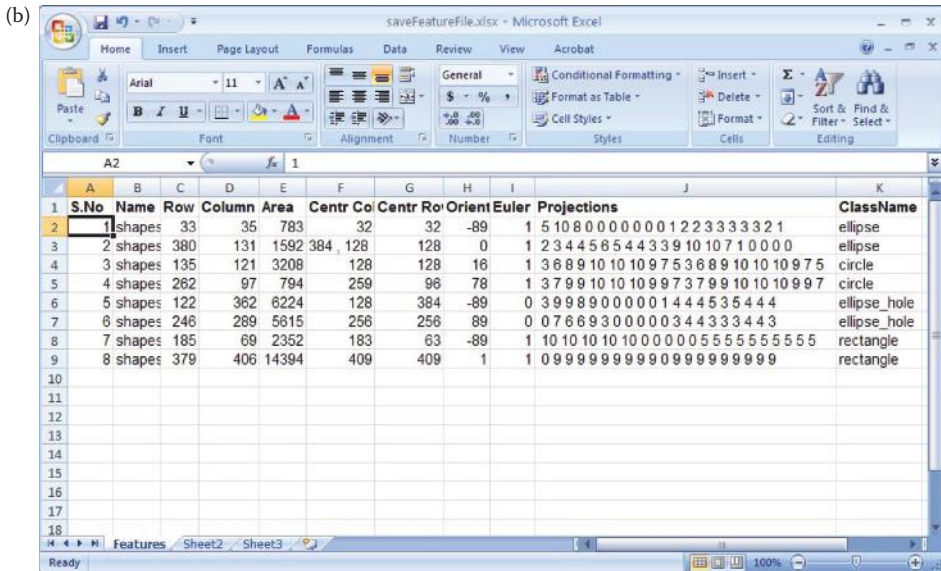 (b)
saveFeatureFile.xlsx - Microsoft Excel
Home Insert Page Layout Formulas Data Review View Acrobat
Paste
Clipboard
Arial 11
B I U
Font
Alignment
General
$ % ,
Number
Conditional Formatting
Format as Table
Cell Styles
Styles
Insert
Delete
Format
Cells
Σ
Sort & Filter
Find & Select
Editing
A2 fx 1
A B C D E F G H I J K
1 S.No Name Row Column Area Centr Col Centr Ro Orient Euler Projections ClassName
2 1 shapes 33 35 783 32 32 -89 1 5 10 8 0 0 0 0 0 0 0 1 2 2 3 3 3 3 3 2 1 ellipse
3 2 shapes 380 131 1592 384 , 128 128 0 1 2 3 4 4 5 6 5 4 4 3 3 9 10 10 7 1 0 0 0 0 ellipse
4 3 shapes 135 121 3208 128 128 16 1 3 6 8 9 10 10 10 9 7 5 3 6 8 9 10 10 10 9 7 5 circle
5 4 shapes 262 97 794 259 96 78 1 3 7 9 9 10 10 10 9 9 7 3 7 9 9 10 10 10 9 9 7 circle
6 5 shapes 122 362 6224 128 384 -89 0 3 9 9 8 9 0 0 0 0 0 1 4 4 4 5 3 5 4 4 4 ellipse_hole
7 6 shapes 246 289 5615 256 256 89 0 0 7 6 6 9 3 0 0 0 0 0 3 4 4 3 3 3 4 4 3 ellipse_hole
8 7 shapes 185 69 2352 183 63 -89 1 10 10 10 10 10 0 0 0 0 0 5 5 5 5 5 5 5 5 5 5 rectangle
9 8 shapes 379 406 14394 409 409 1 1 0 9 9 9 9 9 9 9 9 9 0 9 9 9 9 9 9 9 9 9 rectangle
10
11
12
13
14
15
16
17
18
Features Sheet2 Sheet3
Ready 100%